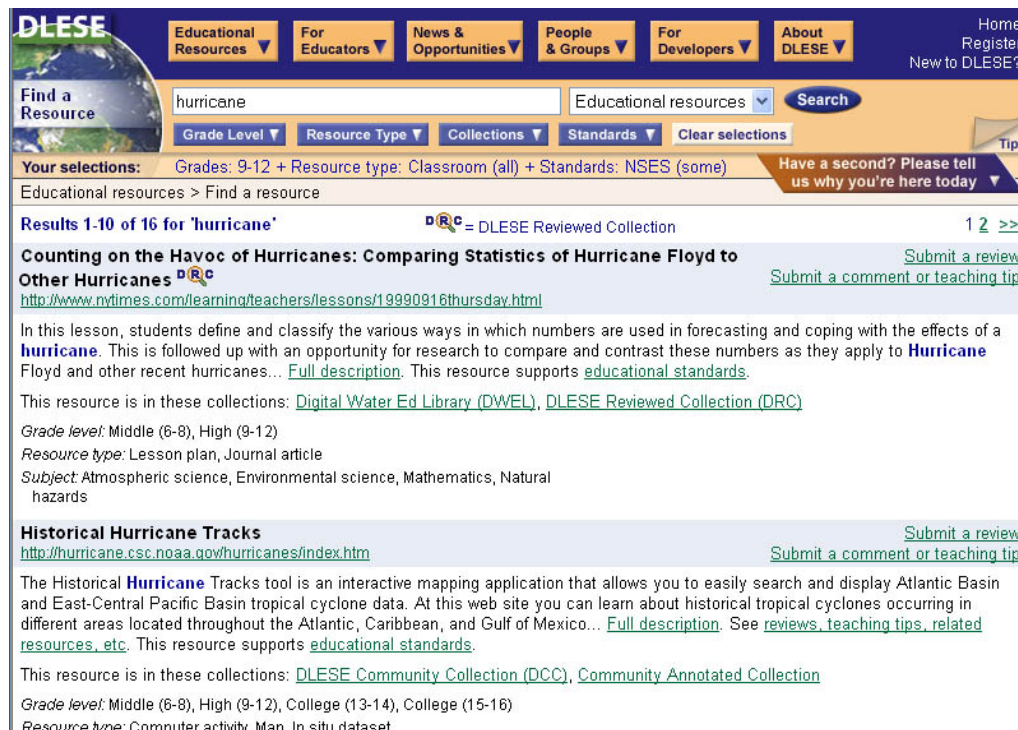 DLESE
Educational Resources
For Educators
News & Opportunities
People & Groups
For Developers
About DLESE
Home
Register
New to DLESE?
Find a Resource
hurricane
Educational resources
Search
Grade Level
Resource Type
Collections
Standards
Clear selections
Tip
Your selections: Grades: 9-12 + Resource type: Classroom (all) + Standards: NSES (some)
Have a second? Please tell
us why you're here today
Educational resources > Find a resource
Results 1-10 of 16 for 'hurricane'
DRC = DLESE Reviewed Collection
1 2 >>
Counting on the Havoc of Hurricanes: Comparing Statistics of Hurricane Floyd to
Other Hurricanes DRC
http://www.nytimes.com/learning/teachers/lessons/19990916thursday.html
Submit a review
Submit a comment or teaching tip
In this lesson, students define and classify the various ways in which numbers are used in forecasting and coping with the effects of a
hurricane. This is followed up with an opportunity for research to compare and contrast these numbers as they apply to Hurricane
Floyd and other recent hurricanes... Full description. This resource supports educational standards.
This resource is in these collections: Digital Water Ed Library (DWEL), DLESE Reviewed Collection (DRC)
Grade level: Middle (6-8), High (9-12)
Resource type: Lesson plan, Journal article
Subject: Atmospheric science, Environmental science, Mathematics, Natural
hazards
Historical Hurricane Tracks
http://hurricane.csc.noaa.gov/hurricanes/index.htm
Submit a review
Submit a comment or teaching tip
The Historical Hurricane Tracks tool is an interactive mapping application that allows you to easily search and display Atlantic Basin
and East-Central Pacific Basin tropical cyclone data. At this web site you can learn about historical tropical cyclones occurring in
different areas located throughout the Atlantic, Caribbean, and Gulf of Mexico... Full description. See reviews, teaching tips, related
resources, etc. This resource supports educational standards.
This resource is in these collections: DLESE Community Collection (DCC), Community Annotated Collection
Grade level: Middle (6-8), High (9-12), College (13-14), College (15-16)
Resource type: Computer activity, Map, In situ dataset